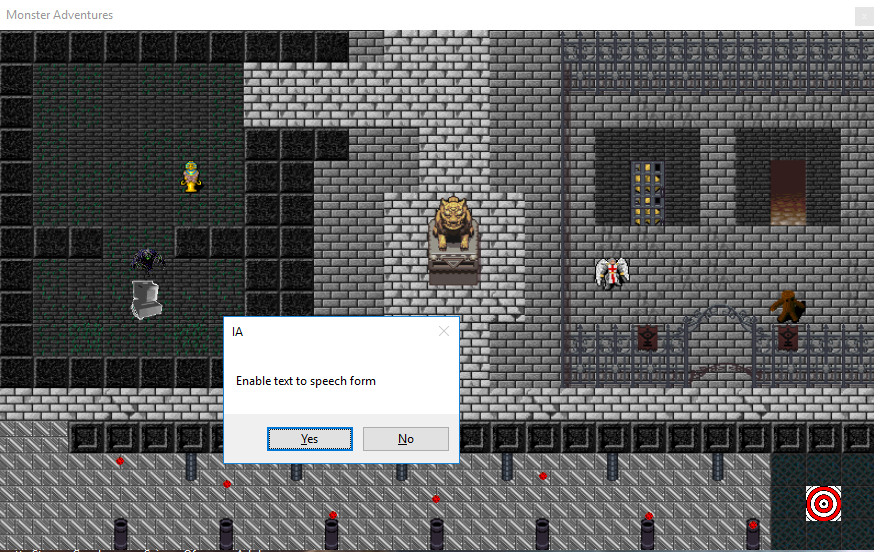 Monster Adventures
IA
Enable text to speech form
Yes
No